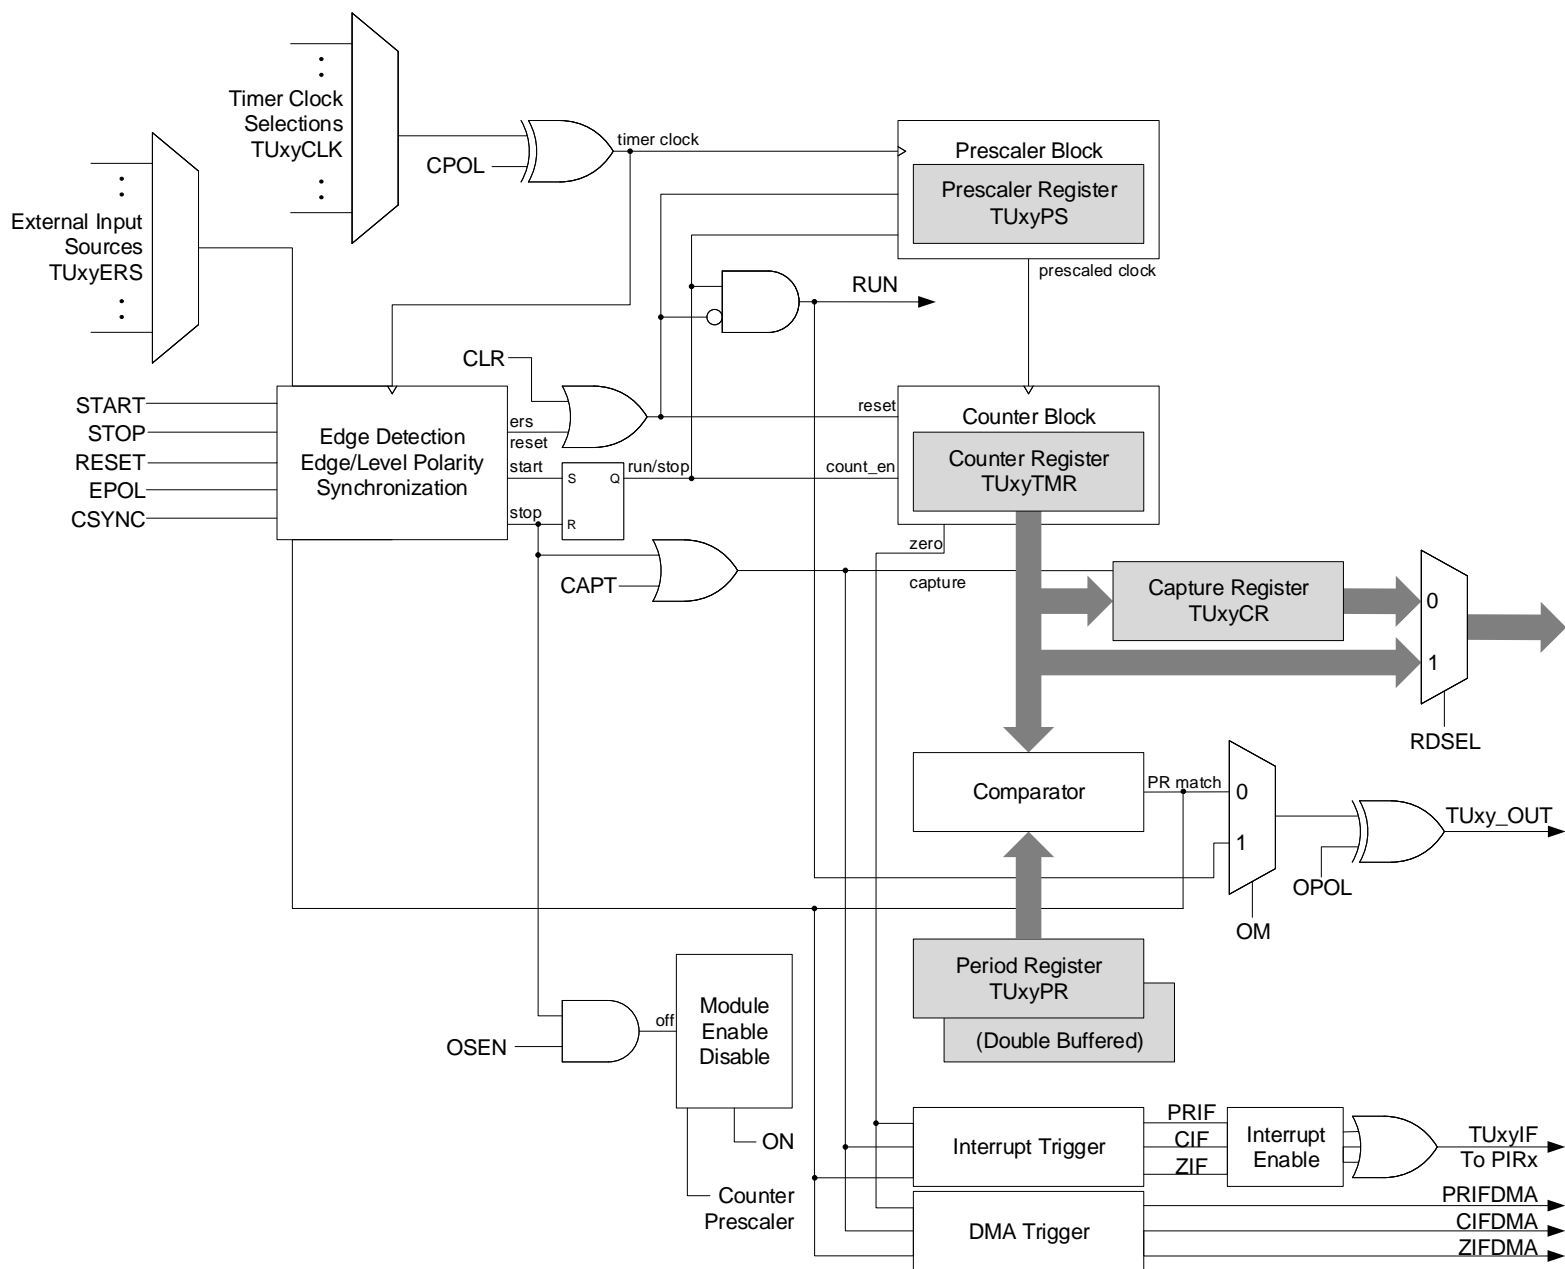 Timer Clock
Selections
TUxyCLK
CPOL
timer clock
Prescaler Block
Prescaler Register
TUxyPS
External Input
Sources
TUxyERS
prescaled clock
RUN
CLR
START
STOP
RESET
EPOL
CSYNC
Edge Detection
Edge/Level Polarity
Synchronization
ers
reset
start
stop
S
Q
R
run/stop
reset
count_en
Counter Block
Counter Register
TUxyTMR
zero
CAPT
capture
Capture Register
TUxyCR
0
1
RDSEL
Comparator
PR match
0
1
OM
OPOL
TUxy_OUT
Period Register
TUxyPR
(Double Buffered)
OSEN
off
Module
Enable
Disable
ON
Counter
Prescaler
Interrupt Trigger
PRIF
CIF
ZIF
Interrupt
Enable
TUxyIF
To PIRx
DMA Trigger
PRIFDMA
CIFDMA
ZIFDMA